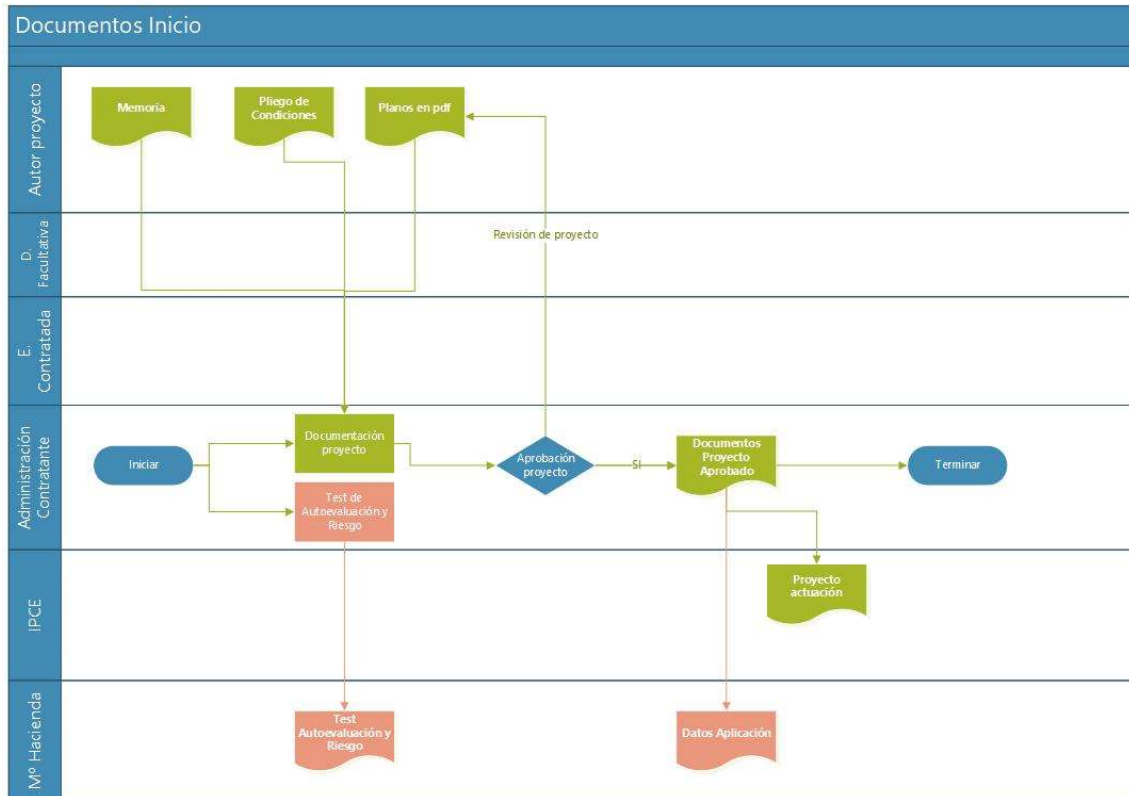 Documentos Inicio
Autor proyecto
Memoria
Pliego de
Condiciones
Planos en pdf
D.
Facultativa
Revisión de proyecto
E.
Contratada
Administración
Contratante
Iniciar
Documentación
proyecto
Test de
Autoevaluación y
Riesgo
Aprobación
proyecto
SI
Documentos
Proyecto
Aprobado
Terminar
IPCE
Proyecto
actuación
Mº Hacienda
Test
Autoevaluación y
Riesgo
Datos Aplicación